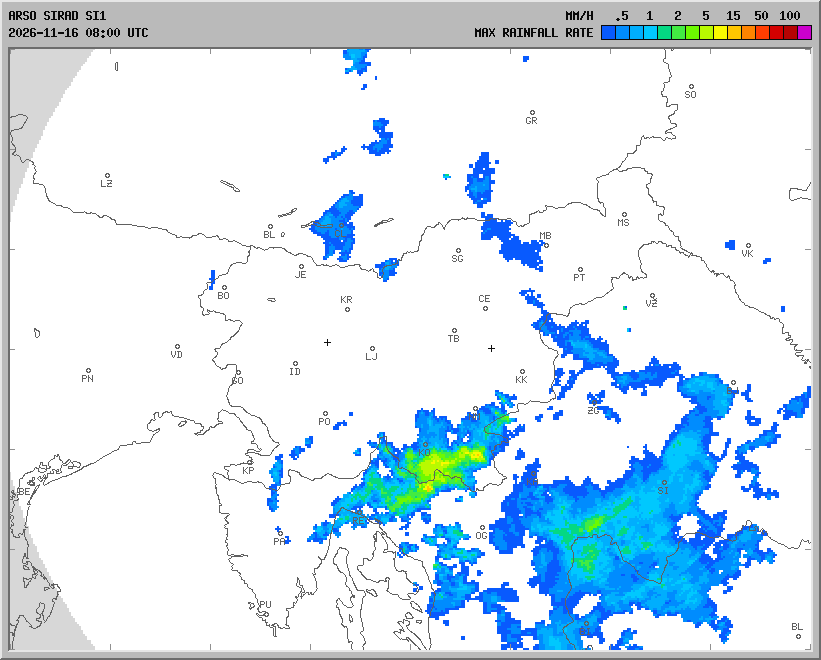 ARSO SIRAD SI1
2026-11-16 08:00 UTC
MM/H .5 1 2 5 15 50 100
MAX RAINFALL RATE
SO
GR
LZ
MS
BL
MB
VK
SG
PT
JE
BO
KR
CE
VZ
TB
VD
LJ
ID
PN
GO
KK
ZG
PO
KO
KP
SI
BE
OG
PA
PU
BL